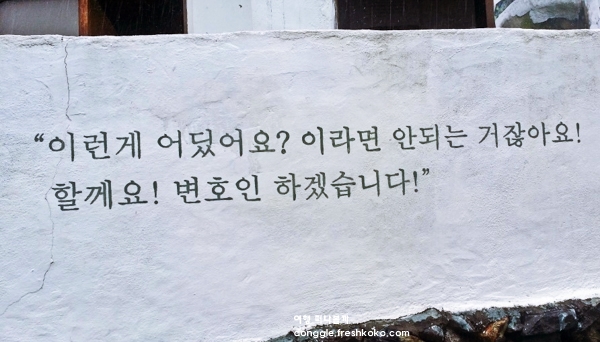 “이런게 어딨어요? 이라면 안되는 거잖아요!
할께요! 변호인 하겠습니다!”
donggle.freshkoko.com